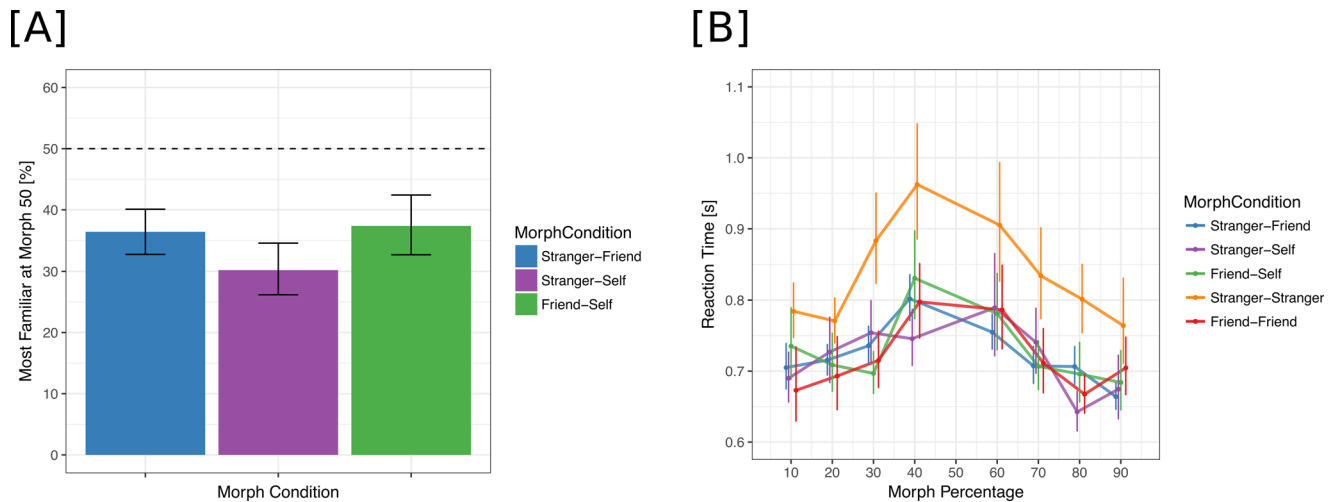 [A]
Most Familiar at Morph 50 [%]
60
50
40
30
20
10
0
Morph Condition
MorphCondition
Stranger−Friend
Stranger−Self
Friend−Self
[B]
Reaction Time [s]
1.1
1.0
0.9
0.8
0.7
0.6
10 20 30 40 50 60 70 80 90
Morph Percentage
MorphCondition
Stranger−Friend
Stranger−Self
Friend−Self
Stranger−Stranger
Friend−Friend